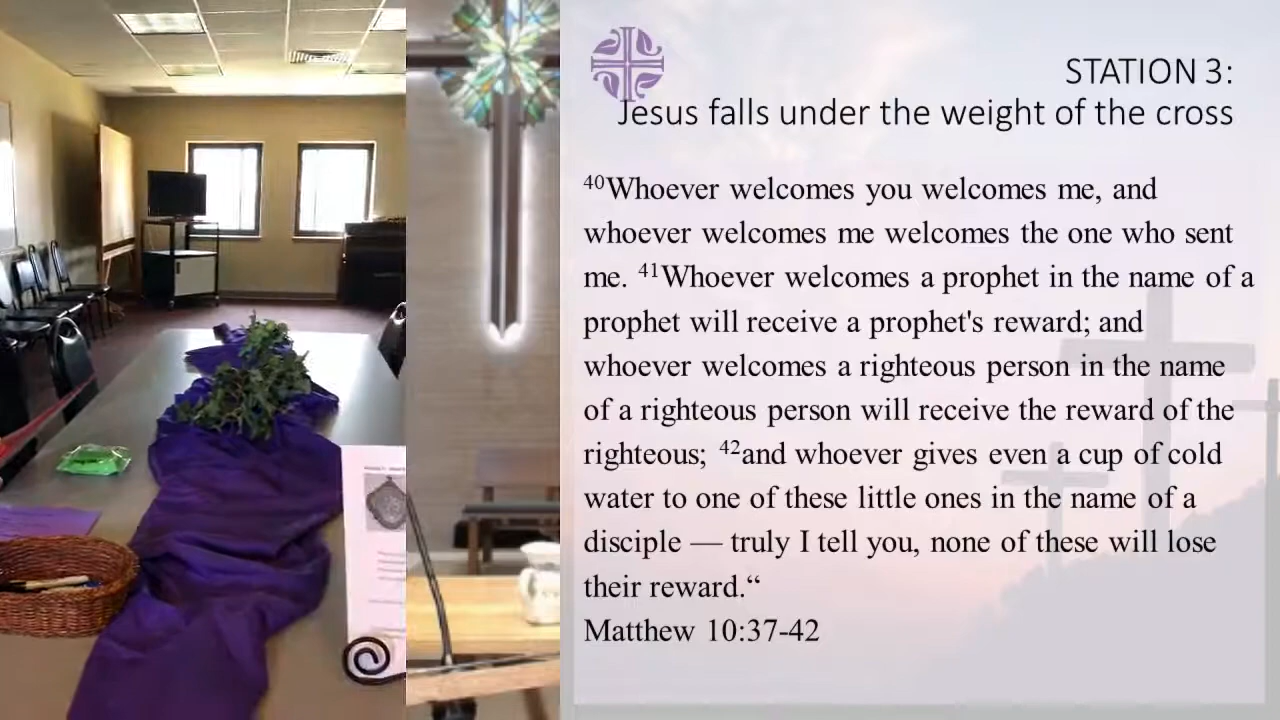 STATION 3:
Jesus falls under the weight of the cross
⁴⁰Whoever welcomes you welcomes me, and
whoever welcomes me welcomes the one who sent
me. ⁴¹Whoever welcomes a prophet in the name of a
prophet will receive a prophet's reward; and
whoever welcomes a righteous person in the name
of a righteous person will receive the reward of the
righteous; ⁴²and whoever gives even a cup of cold
water to one of these little ones in the name of a
disciple — truly I tell you, none of these will lose
their reward.“
Matthew 10:37-42